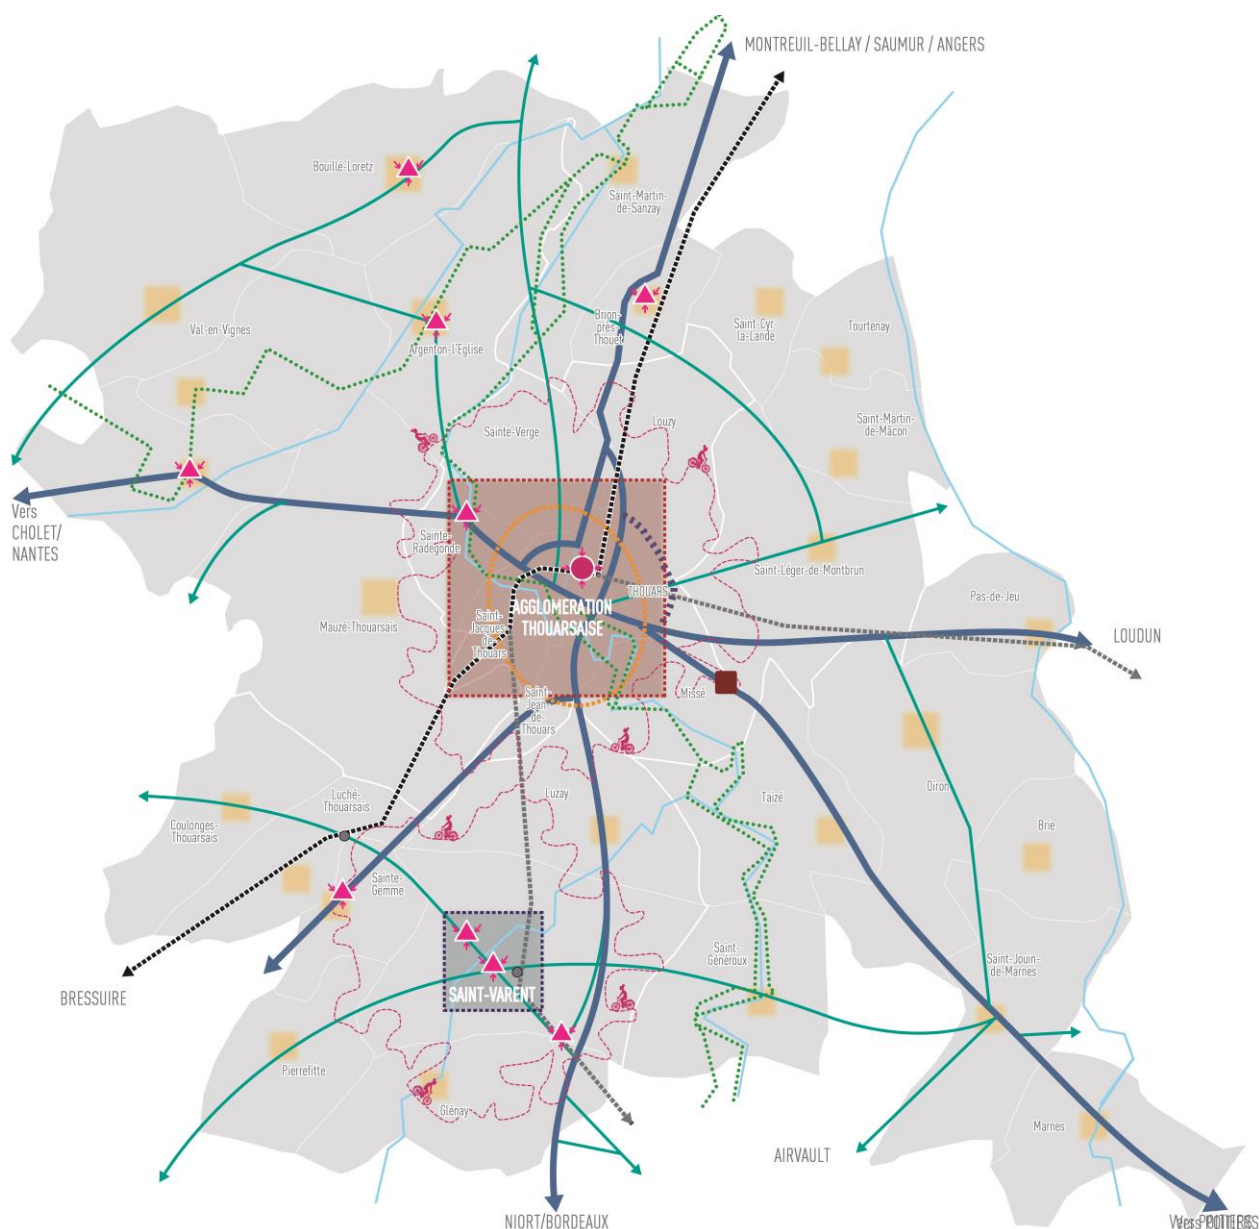 MONTREUIL-BELLAY / SAUMUR / ANGERS
Bouillé-Loretz
Saint-Martin-
de-Sanzay
Val-en-Vignes
Brion-
près-
Thouet
Saint-Cyr-
la-Lande
Tourtenay
Argenton-l'Eglise
Saint-Martin-
de-Mâcon
Sainte-Verge
Louzy
Vers
CHOLET/
NANTES
Sainte-
Radegonde
Saint-Léger-de-Montbrun
THOUARS
Pas-de-Jeu
AGGLOMERATION
THOUARSAISE
Mauzé-Thouarsais
Saint-
Jacques-
de-
Thouars
LOUDUN
Saint-
Jean-
de-
Thouars
Missé
Luché-
Thouarsais
Luzay
Taizé
Oiron
Coulonges-
Thouarsais
Brie
Sainte-
Gemme
Saint-
Généroux
Saint-Jouin-
de-Marnes
BRESSUIRE
SAINT-VARENT
Pierrefitte
Glénay
Marnes
AIRVAULT
NIORT/BORDEAUX
Vers POITIERS